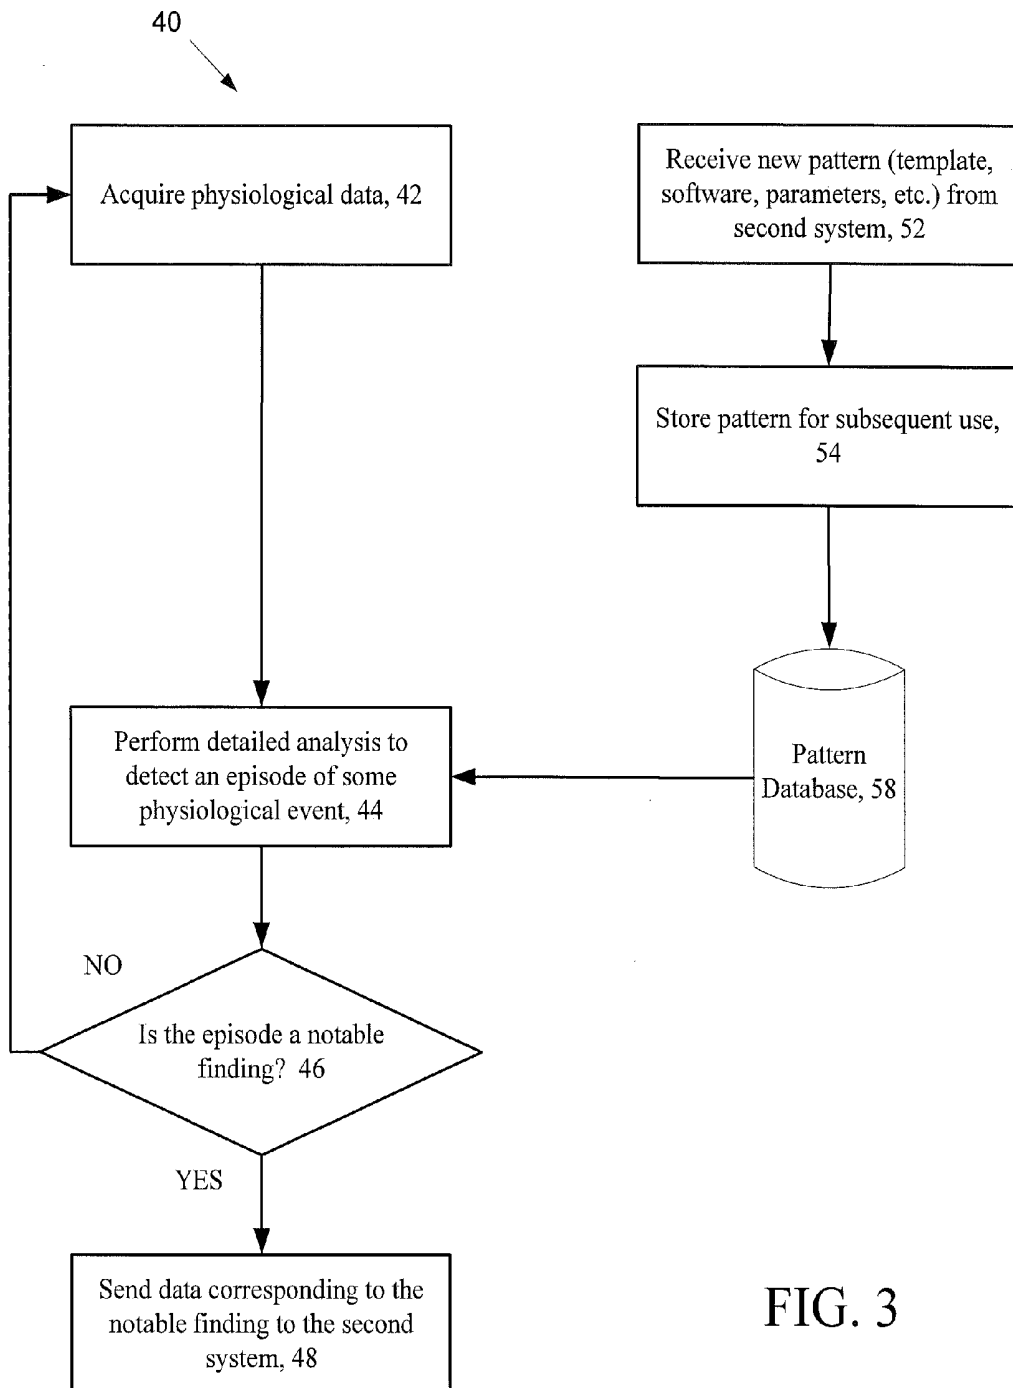 40
Acquire physiological data, 42
Receive new pattern (template,
software, parameters, etc.) from
second system, 52
Store pattern for subsequent use,
54
Perform detailed analysis to
detect an episode of some
physiological event, 44
Pattern
Database, 58
NO
Is the episode a notable
finding? 46
YES
Send data corresponding to the
notable finding to the second
system, 48
FIG. 3